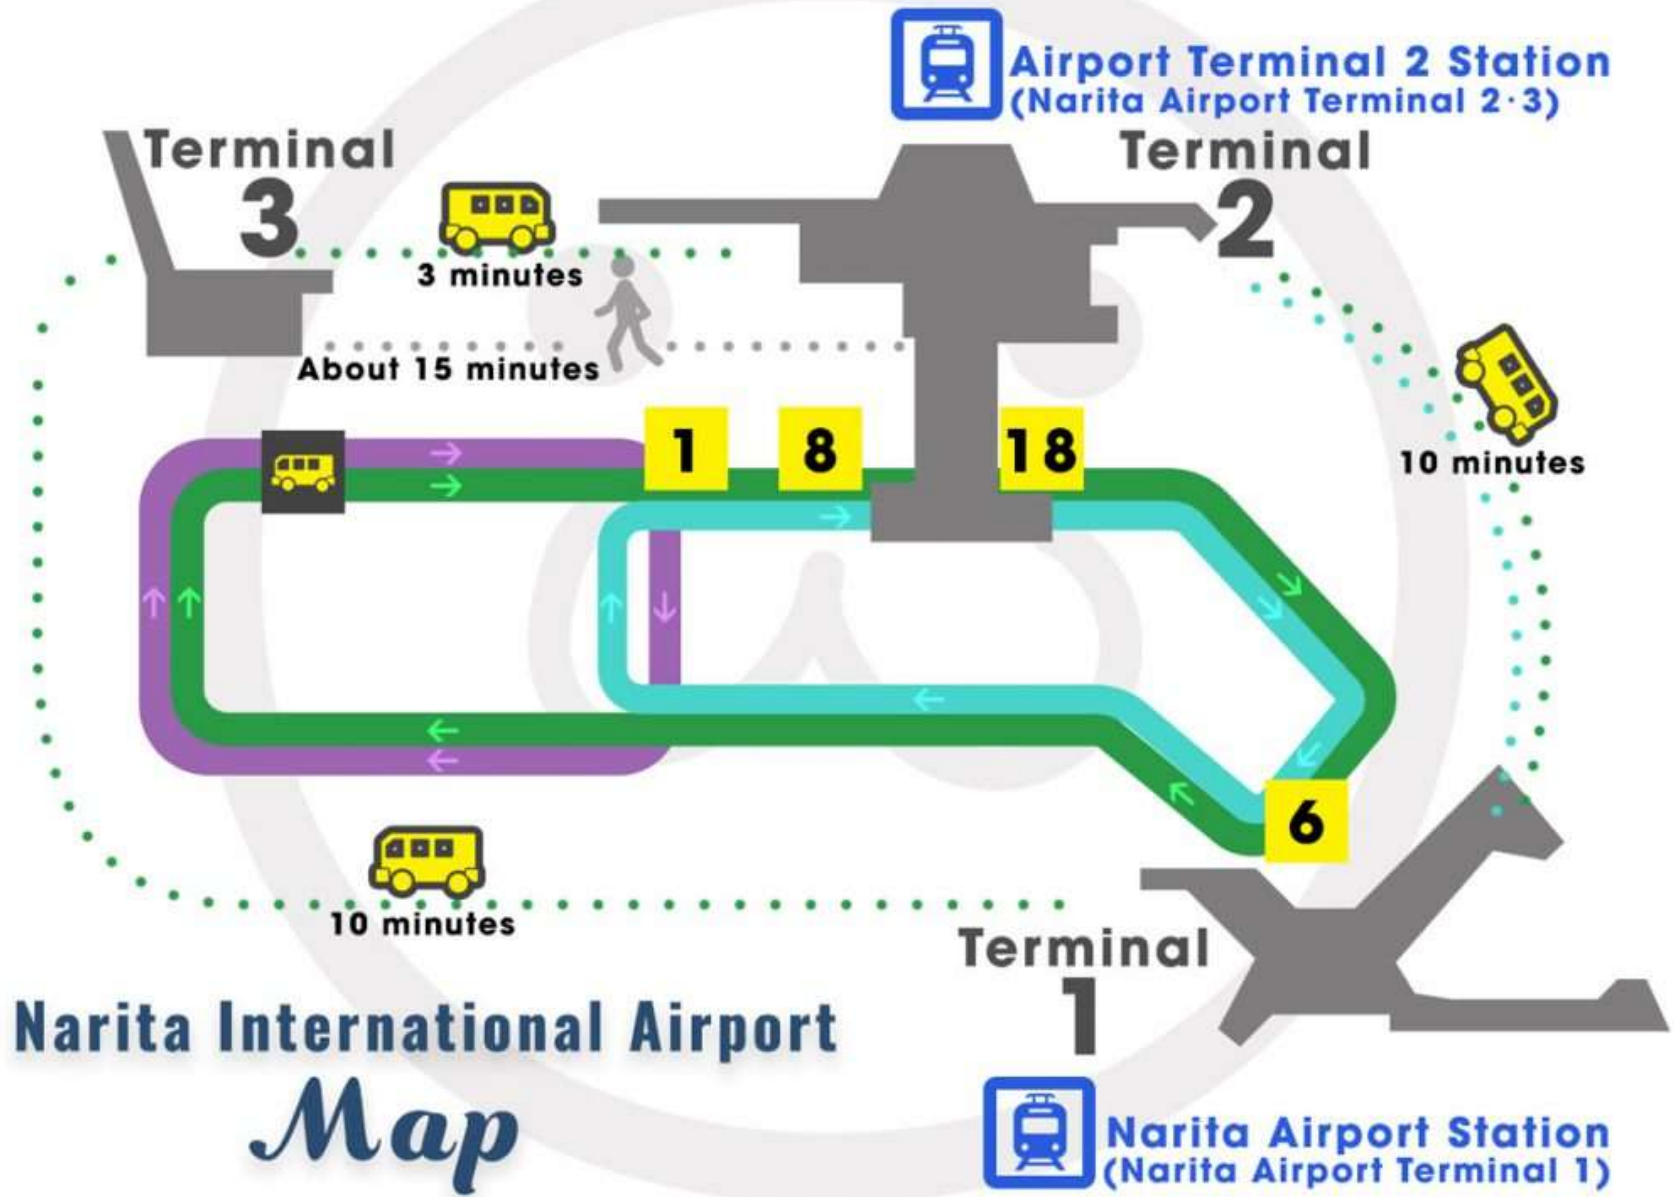 Airport Terminal 2 Station
(Narita Airport Terminal 2·3)
Terminal
3
Terminal
2
3 minutes
About 15 minutes
1
8
18
10 minutes
6
10 minutes
Terminal
1
Narita International Airport
Map
Narita Airport Station
(Narita Airport Terminal 1)